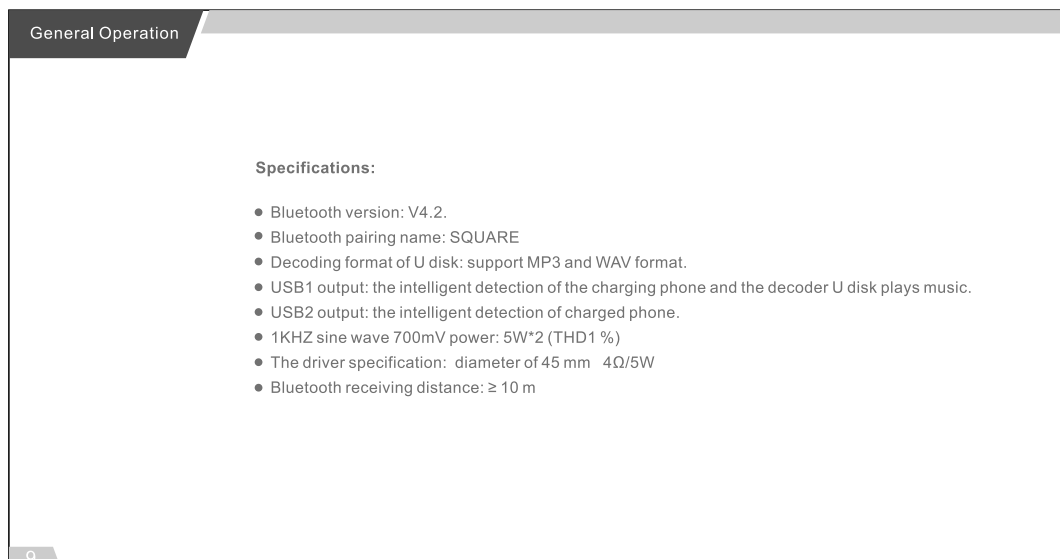 General Operation
Specifications:
● Bluetooth version: V4.2.
● Bluetooth pairing name: SQUARE
● Decoding format of U disk: support MP3 and WAV format.
● USB1 output: the intelligent detection of the charging phone and the decoder U disk plays music.
● USB2 output: the intelligent detection of charged phone.
● 1KHZ sine wave 700mV power: 5W*2 (THD1 %)
● The driver specification: diameter of 45 mm 4Ω/5W
● Bluetooth receiving distance: ≥ 10 m
9